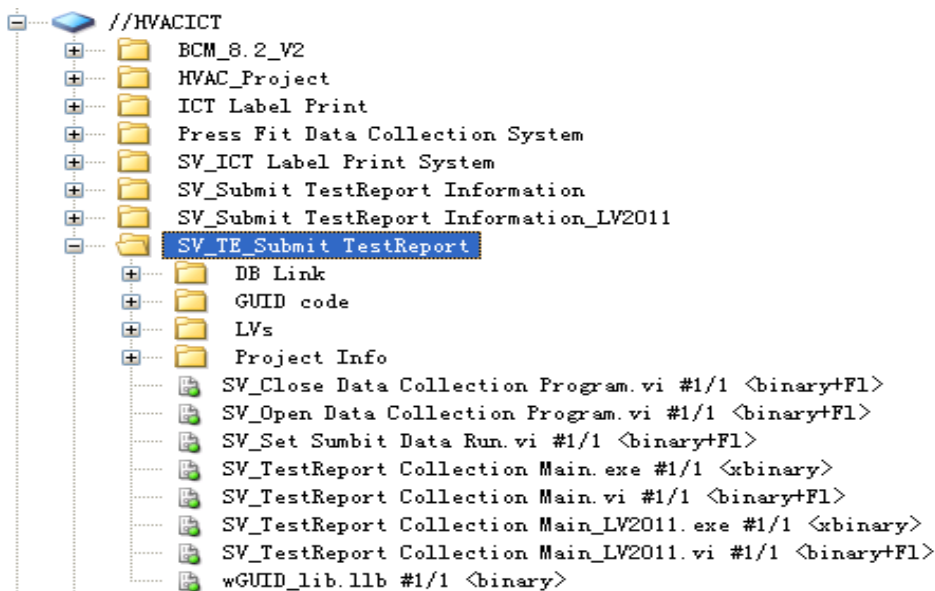 //HVACICT
BCM_8.2_V2
HVAC_Project
ICT Label Print
Press Fit Data Collection System
SV_ICT Label Print System
SV_Submit TestReport Information
SV_Submit TestReport Information_LV2011
SV_TE_Submit TestReport
DB Link
GUID code
LVs
Project Info
SV_Close Data Collection Program.vi #1/1 <binary+Fl>
SV_Open Data Collection Program.vi #1/1 <binary+Fl>
SV_Set Sumbit Data Run.vi #1/1 <binary+Fl>
SV_TestReport Collection Main.exe #1/1 <xbinary>
SV_TestReport Collection Main.vi #1/1 <binary+Fl>
SV_TestReport Collection Main_LV2011.exe #1/1 <xbinary>
SV_TestReport Collection Main_LV2011.vi #1/1 <binary+Fl>
wGUID_lib.llb #1/1 <binary>